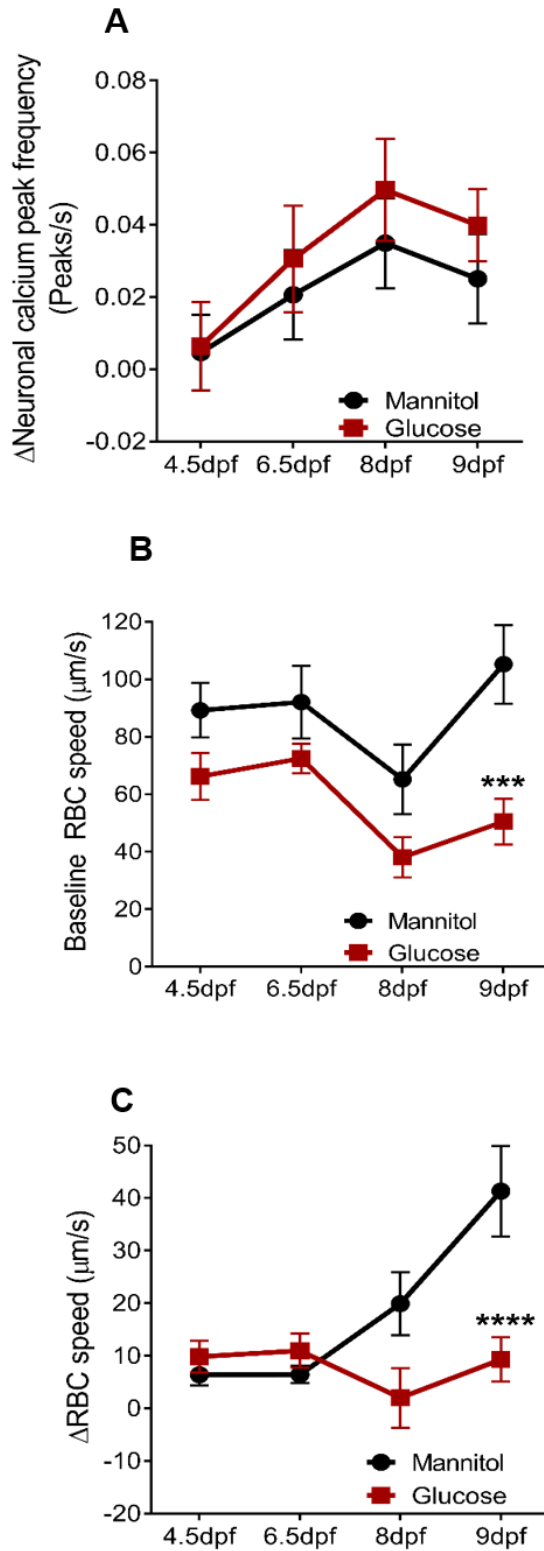 A
ΔNeuronal calcium peak frequency
(Peaks/s)
0.08
0.06
0.04
0.02
0.00
-0.02
Mannitol
Glucose
4.5dpf 6.5dpf 8dpf 9dpf
B
Baseline RBC speed (μm/s)
120
100
80
60
40
20
0
***
Mannitol
Glucose
4.5dpf 6.5dpf 8dpf 9dpf
C
ΔRBC speed (μm/s)
50
40
30
20
10
0
-10
-20
****
Mannitol
Glucose
4.5dpf 6.5dpf 8dpf 9dpf